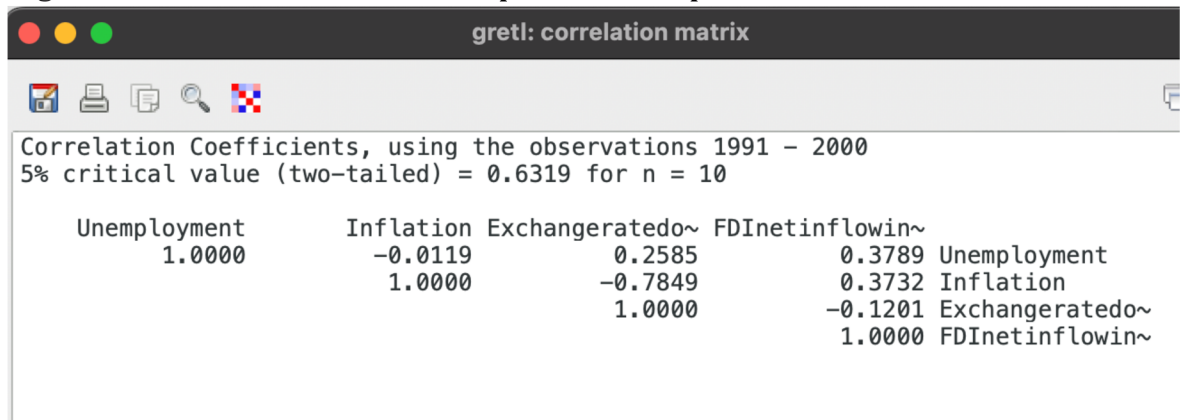 gretl: correlation matrix
Correlation Coefficients, using the observations 1991 – 2000
5% critical value (two-tailed) = 0.6319 for n = 10
Unemployment Inflation Exchangeratedo~ FDInetinflowin~
1.0000 -0.0119 0.2585 0.3789 Unemployment
1.0000 -0.7849 0.3732 Inflation
1.0000 -0.1201 Exchangeratedo~
1.0000 FDInetinflowin~